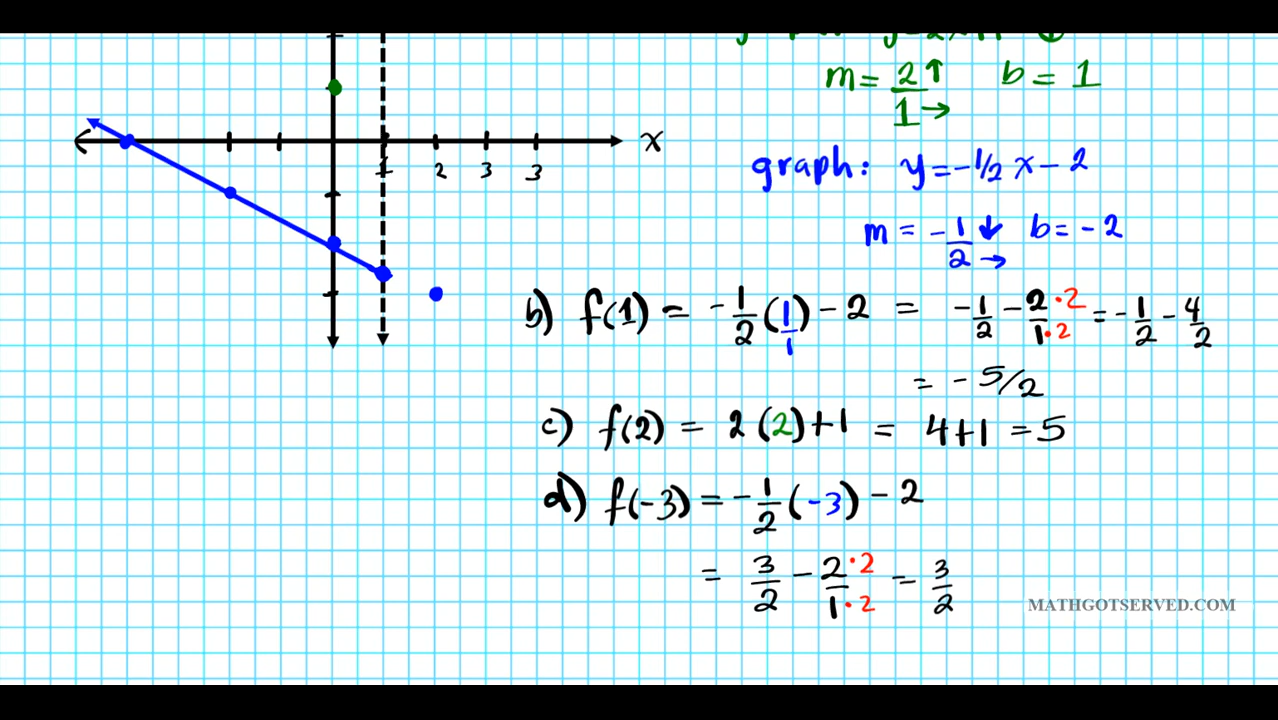 m = 2↑/1→ b = 1
x
1 2 3 3
graph: y = -1/2 x - 2
m = -1↓/2→ b = -2
b) f(1) = -1/2 (1/1) - 2 = -1/2 - 2·2/1·2 = -1/2 - 4/2
= -5/2
c) f(2) = 2(2)+1 = 4+1 = 5
d) f(-3) = -1/2 (-3) - 2
= 3/2 - 2·2/1·2 = 3/2
MATHGOTSERVED.COM